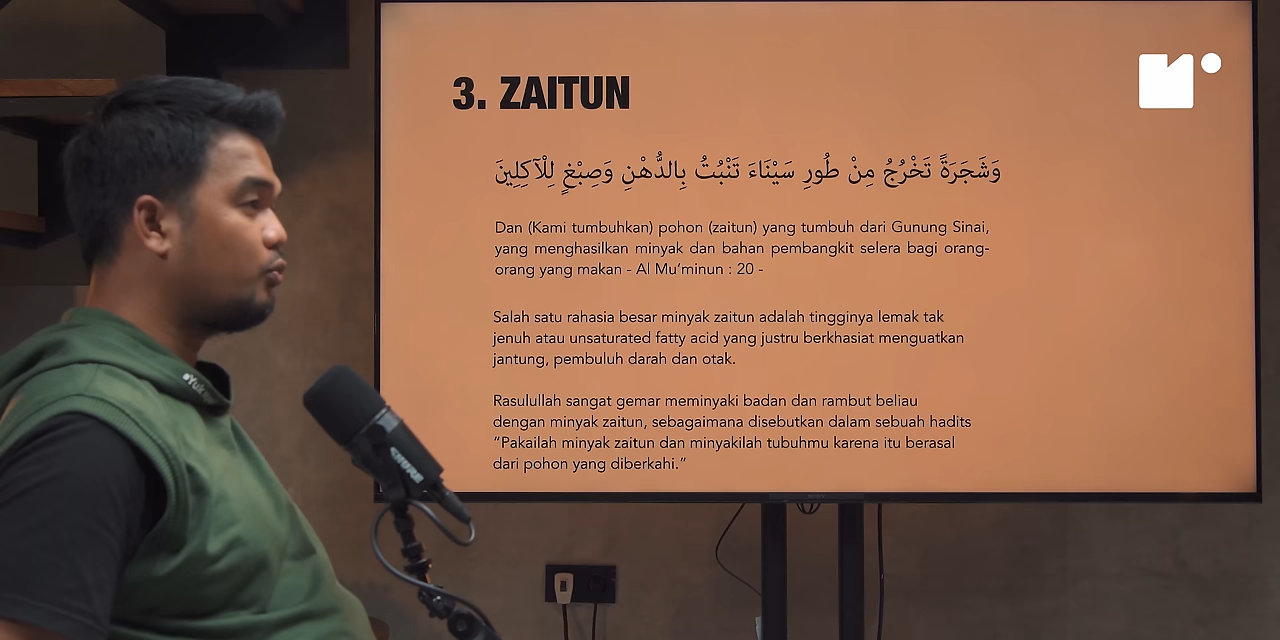 3. ZAITUN
وَشَجَرَةً تَخْرُجُ مِنْ طُورِ سَيْنَاءَ تَنْبُتُ بِالدُّهْنِ وَصِبْغٍ لِلْآكِلِينَ
Dan (Kami tumbuhkan) pohon (zaitun) yang tumbuh dari Gunung Sinai,
yang menghasilkan minyak dan bahan pembangkit selera bagi orang-
orang yang makan - Al Mu’minun : 20 -
Salah satu rahasia besar minyak zaitun adalah tingginya lemak tak
jenuh atau unsaturated fatty acid yang justru berkhasiat menguatkan
jantung, pembuluh darah dan otak.
Rasulullah sangat gemar meminyaki badan dan rambut beliau
dengan minyak zaitun, sebagaimana disebutkan dalam sebuah hadits
“Pakailah minyak zaitun dan minyakilah tubuhmu karena itu berasal
dari pohon yang diberkahi.”
SHURE